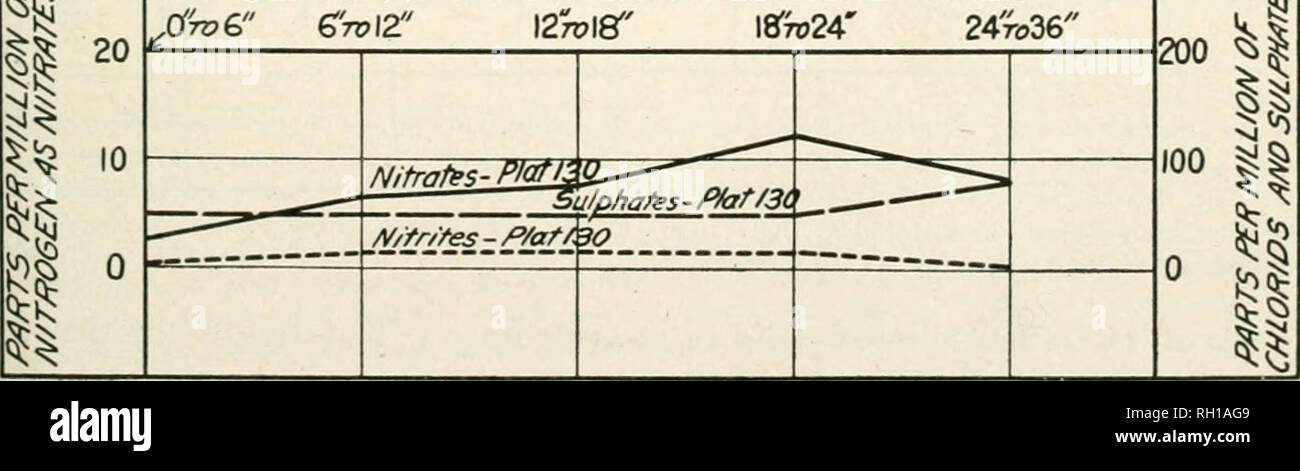 PARTS PER MILLION OF
NITROGEN AS NITRATES
0" TO 6" 6" TO 12" 12" TO 18" 18" TO 24" 24" TO 36"
20 200
10 100
0 0
Nitrates - Plat 130
Sulphates - Plat 130
Nitrites - Plat 130
PARTS PER MILLION OF
CHLORIDS AND SULPHATE
a a a a a
alamy
RH1AG9
www.alamy.com